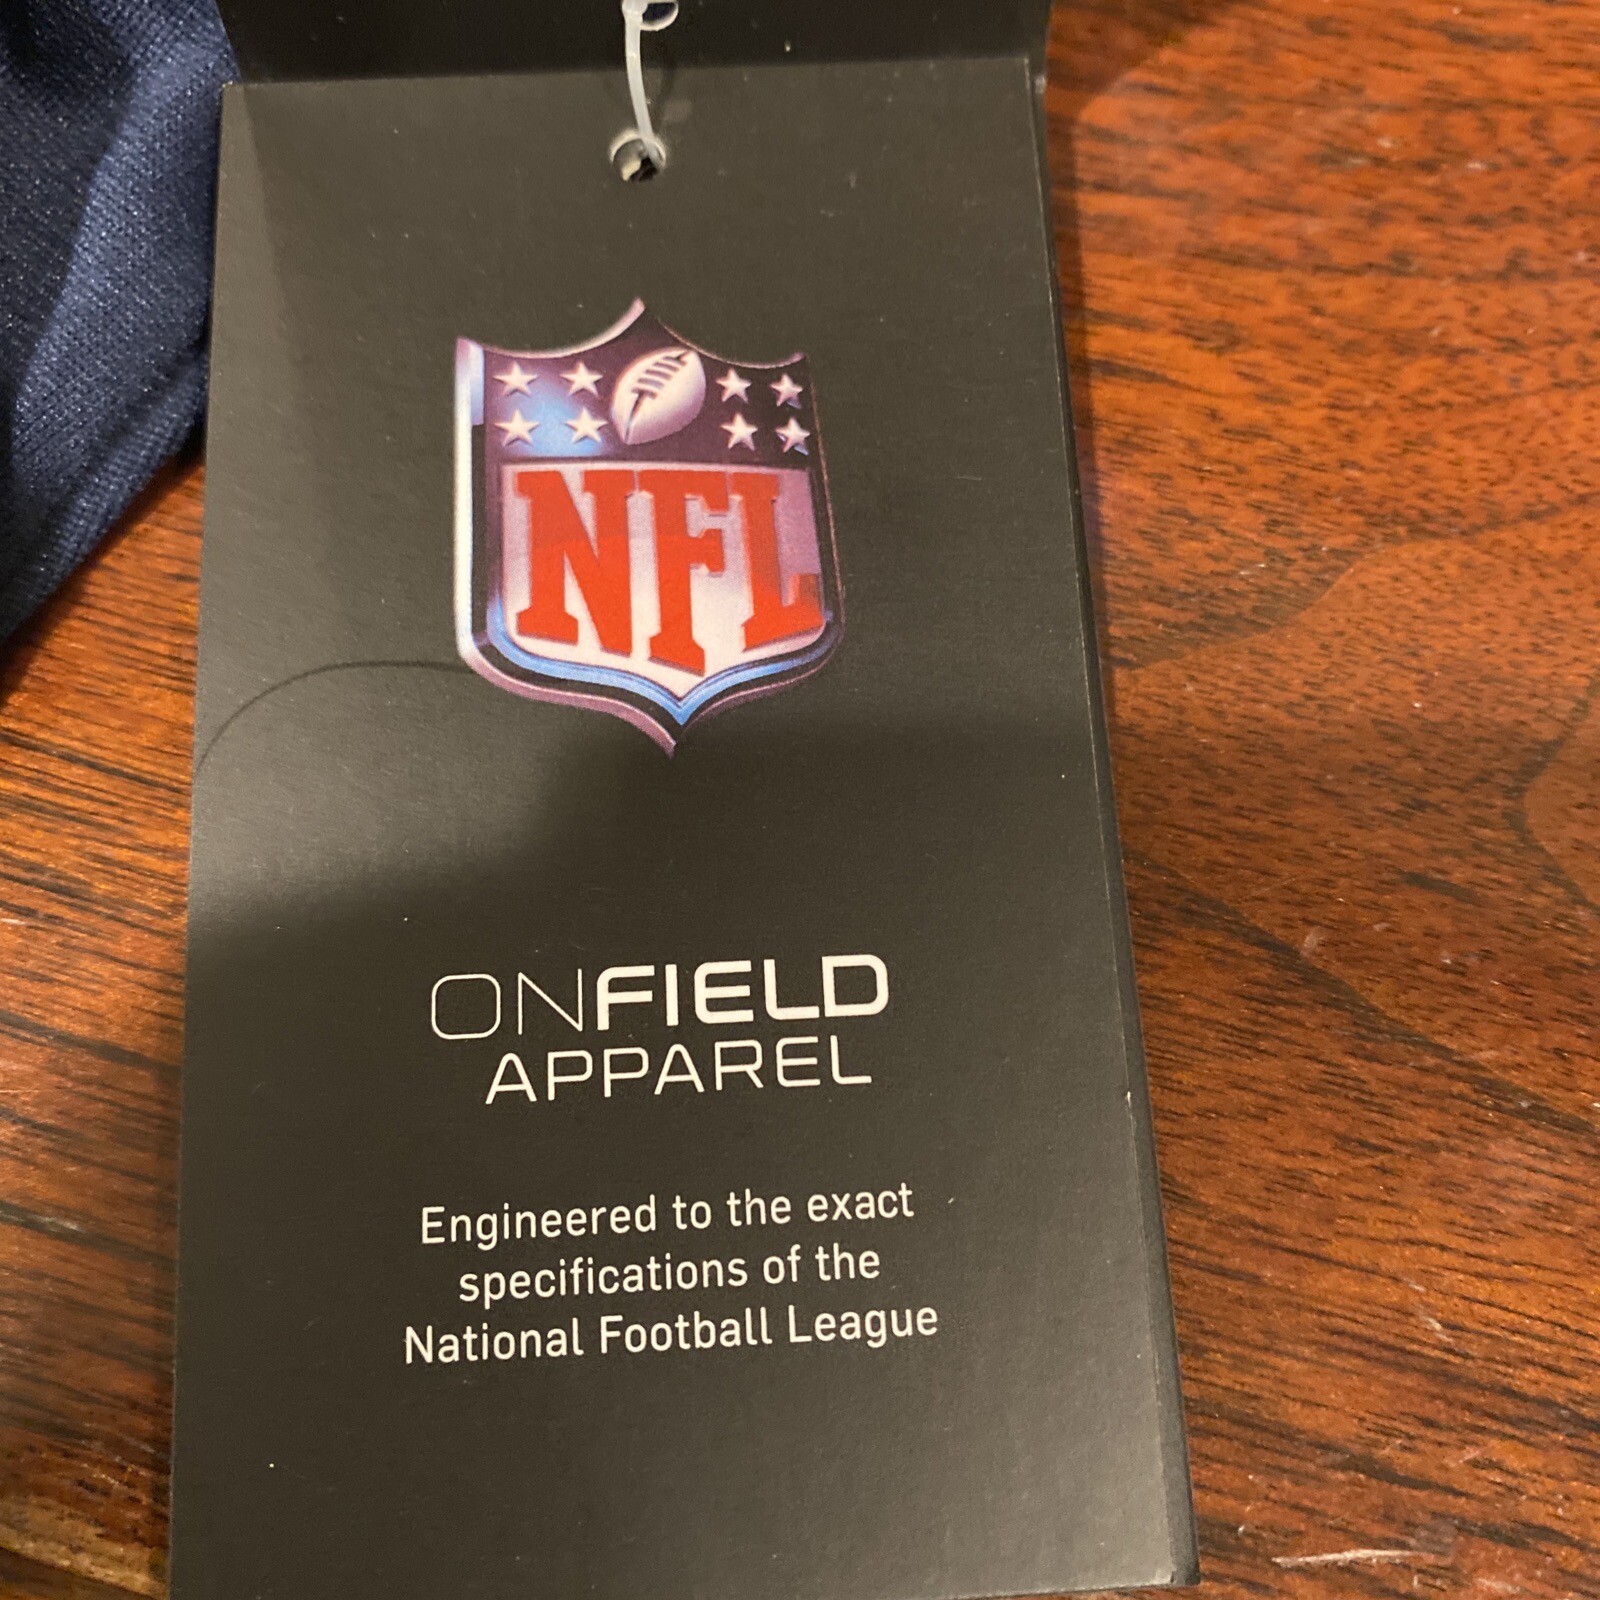 NFL
ONFIELD
APPAREL
Engineered to the exact
specifications of the
National Football League